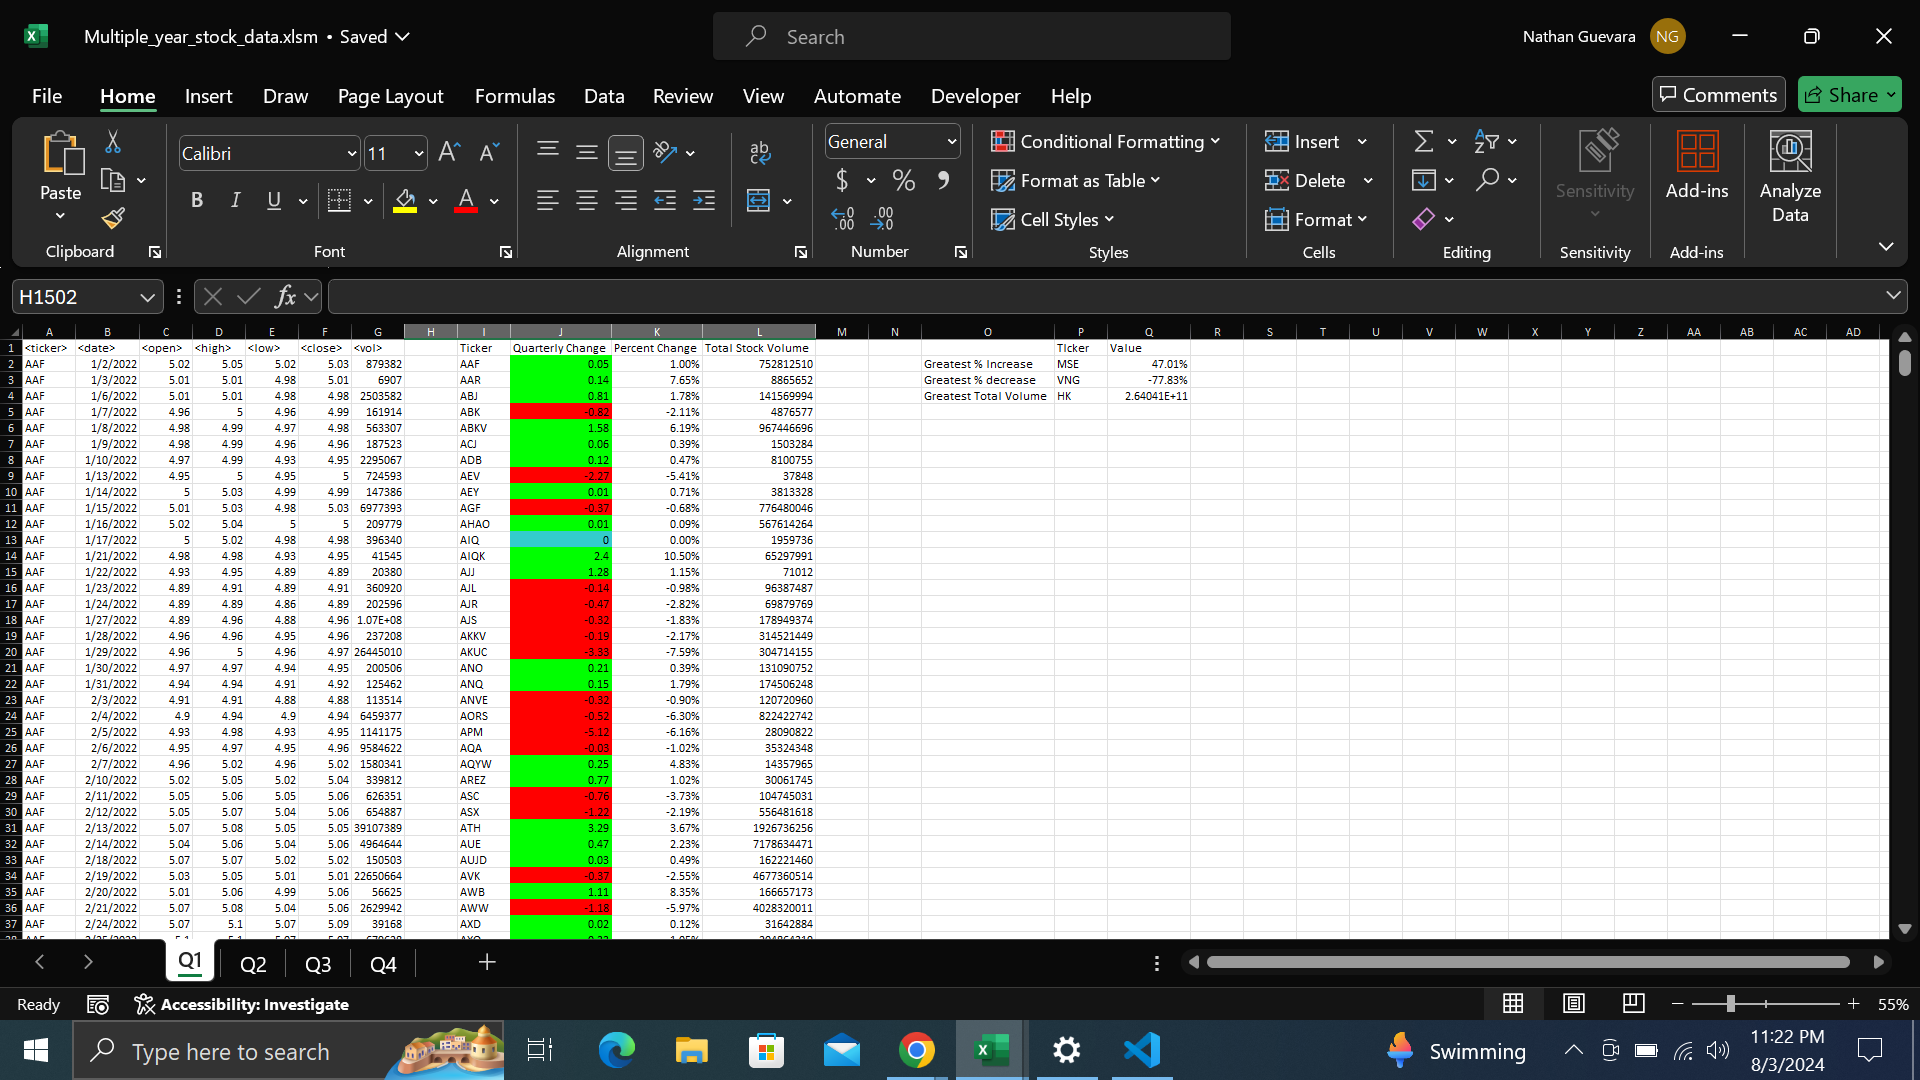 Multiple_year_stock_data.xlsm • Saved
Search
Nathan Guevara NG
File Home Insert Draw Page Layout Formulas Data Review View Automate Developer Help
Comments Share
Paste
Clipboard
Calibri 11
B I U
Font
Alignment
General
$ %
Number
Conditional Formatting
Format as Table
Cell Styles
Styles
Insert
Delete
Format
Cells
Editing
Sensitivity
Sensitivity
Add-ins
Add-ins
Analyze
Data
H1502 fx
A B C D E F G H I J K L M N O P Q R S T U V W X Y Z AA AB AC AD
1 <ticker> <date> <open> <high> <low> <close> <vol> Ticker Quarterly Change Percent Change Total Stock Volume TIcker Value
2 AAF 1/2/2022 5.02 5.05 5.02 5.03 879382 AAF 0.05 1.00% 752812510 Greatest % Increase MSE 47.01%
3 AAF 1/3/2022 5.01 5.01 4.98 5.01 6907 AAR 0.14 7.65% 8865652 Greatest % decrease VNG -77.83%
4 AAF 1/6/2022 5.01 5.01 4.98 4.98 2503582 ABJ 0.81 1.78% 141569994 Greatest Total Volume HK 2.64041E+11
5 AAF 1/7/2022 4.96 5 4.96 4.99 161914 ABK -0.82 -2.11% 4876577
6 AAF 1/8/2022 4.98 4.99 4.97 4.98 563307 ABKV 1.58 6.19% 967446696
7 AAF 1/9/2022 4.98 4.99 4.96 4.96 187523 ACJ 0.06 0.39% 1503284
8 AAF 1/10/2022 4.97 4.99 4.93 4.95 2295067 ADB 0.12 0.47% 8100755
9 AAF 1/13/2022 4.95 5 4.95 5 724593 AEV -2.27 -5.41% 37848
10 AAF 1/14/2022 5 5.03 4.99 4.99 147386 AEY 0.01 0.71% 3813328
11 AAF 1/15/2022 5.01 5.03 4.98 5.03 6977393 AGF -0.37 -0.68% 776480046
12 AAF 1/16/2022 5.02 5.04 5 5 209779 AHAO 0.01 0.09% 567614264
13 AAF 1/17/2022 5 5.02 4.98 4.98 396340 AIQ 0 0.00% 1959736
14 AAF 1/21/2022 4.98 4.98 4.93 4.95 41545 AIQK 2.4 10.50% 65297991
15 AAF 1/22/2022 4.93 4.95 4.89 4.89 20380 AJJ 1.28 1.15% 71012
16 AAF 1/23/2022 4.89 4.91 4.89 4.91 360920 AJL -0.14 -0.98% 96387487
17 AAF 1/24/2022 4.89 4.89 4.86 4.89 202596 AJR -0.47 -2.82% 69879769
18 AAF 1/27/2022 4.89 4.96 4.88 4.96 1.07E+08 AJS -0.32 -1.83% 178949374
19 AAF 1/28/2022 4.96 4.96 4.95 4.96 237208 AKKV -0.19 -2.17% 314521449
20 AAF 1/29/2022 4.96 5 4.96 4.97 26445010 AKUC -3.33 -7.59% 304714155
21 AAF 1/30/2022 4.97 4.97 4.94 4.95 200506 ANO 0.21 0.39% 131090752
22 AAF 1/31/2022 4.94 4.94 4.91 4.92 125462 ANQ 0.15 1.79% 174506248
23 AAF 2/3/2022 4.91 4.91 4.88 4.88 113514 ANVE -0.32 -0.90% 120720960
24 AAF 2/4/2022 4.9 4.94 4.9 4.94 6459377 AORS -0.52 -6.30% 822422742
25 AAF 2/5/2022 4.93 4.98 4.93 4.95 1141175 APM -5.12 -6.16% 28090822
26 AAF 2/6/2022 4.95 4.97 4.95 4.96 9584622 AQA -0.03 -1.02% 35324348
27 AAF 2/7/2022 4.96 5.02 4.96 5.02 1580341 AQYW 0.25 4.83% 14357965
28 AAF 2/10/2022 5.02 5.05 5.02 5.04 339812 AREZ 0.77 1.02% 30061745
29 AAF 2/11/2022 5.05 5.06 5.05 5.06 626351 ASC -0.76 -3.73% 104745031
30 AAF 2/12/2022 5.05 5.07 5.04 5.06 654887 ASX -1.22 -2.19% 556481618
31 AAF 2/13/2022 5.07 5.08 5.05 5.05 39107389 ATH 3.29 3.67% 1926736256
32 AAF 2/14/2022 5.04 5.06 5.04 5.06 4964644 AUE 0.47 2.23% 7178634471
33 AAF 2/18/2022 5.07 5.07 5.02 5.02 150503 AUJD 0.03 0.49% 162221460
34 AAF 2/19/2022 5.03 5.05 5.01 5.01 22650664 AVK -0.37 -2.55% 4677360514
35 AAF 2/20/2022 5.01 5.06 4.99 5.06 56625 AWB 1.11 8.35% 166657173
36 AAF 2/21/2022 5.07 5.08 5.04 5.06 2629942 AWW -1.18 -5.97% 4028320011
37 AAF 2/24/2022 5.07 5.1 5.07 5.09 39168 AXD 0.02 0.12% 31642884
Q1 Q2 Q3 Q4
Ready Accessibility: Investigate 55%
Type here to search
Swimming
11:22 PM
8/3/2024